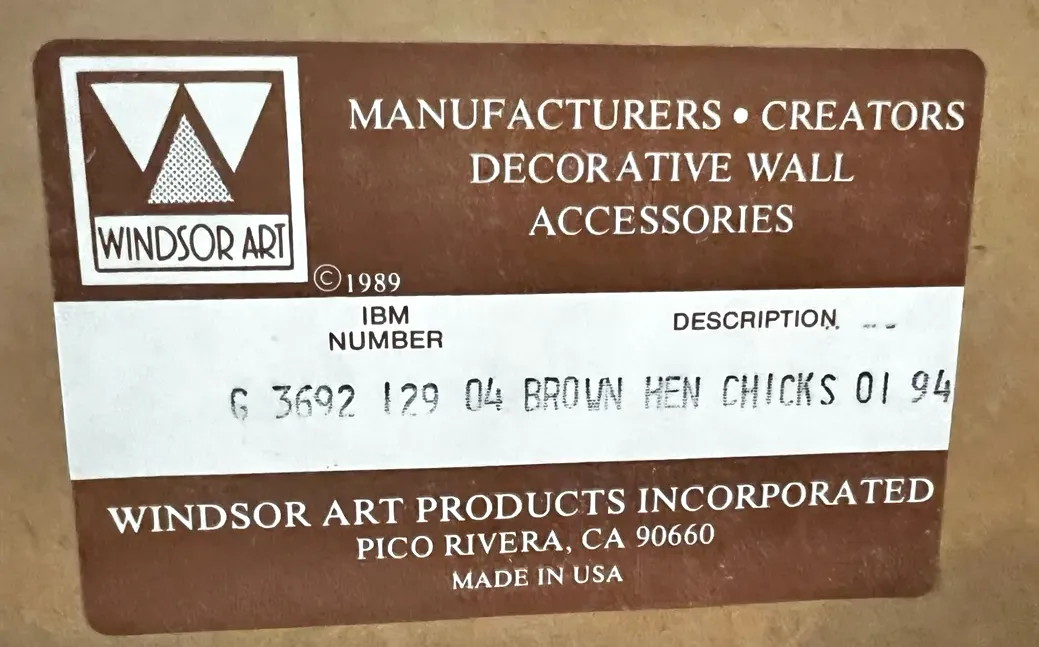 MANUFACTURERS • CREATORS
DECORATIVE WALL
ACCESSORIES
WINDSOR ART
©1989
IBM
NUMBER
DESCRIPTION
G 3692 129 04 BROWN HEN CHICKS 01 94
WINDSOR ART PRODUCTS INCORPORATED
PICO RIVERA, CA 90660
MADE IN USA